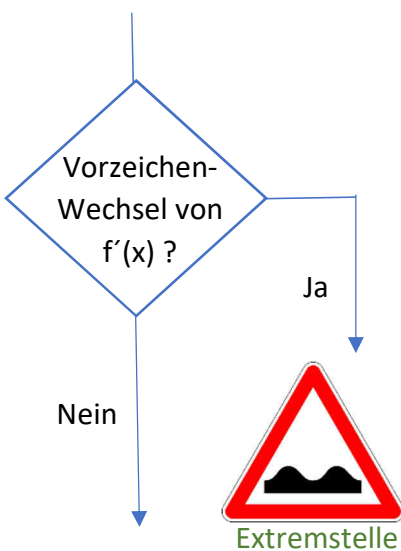 Vorzeichen-
Wechsel von
f´(x) ?
Ja
Nein
Extremstelle